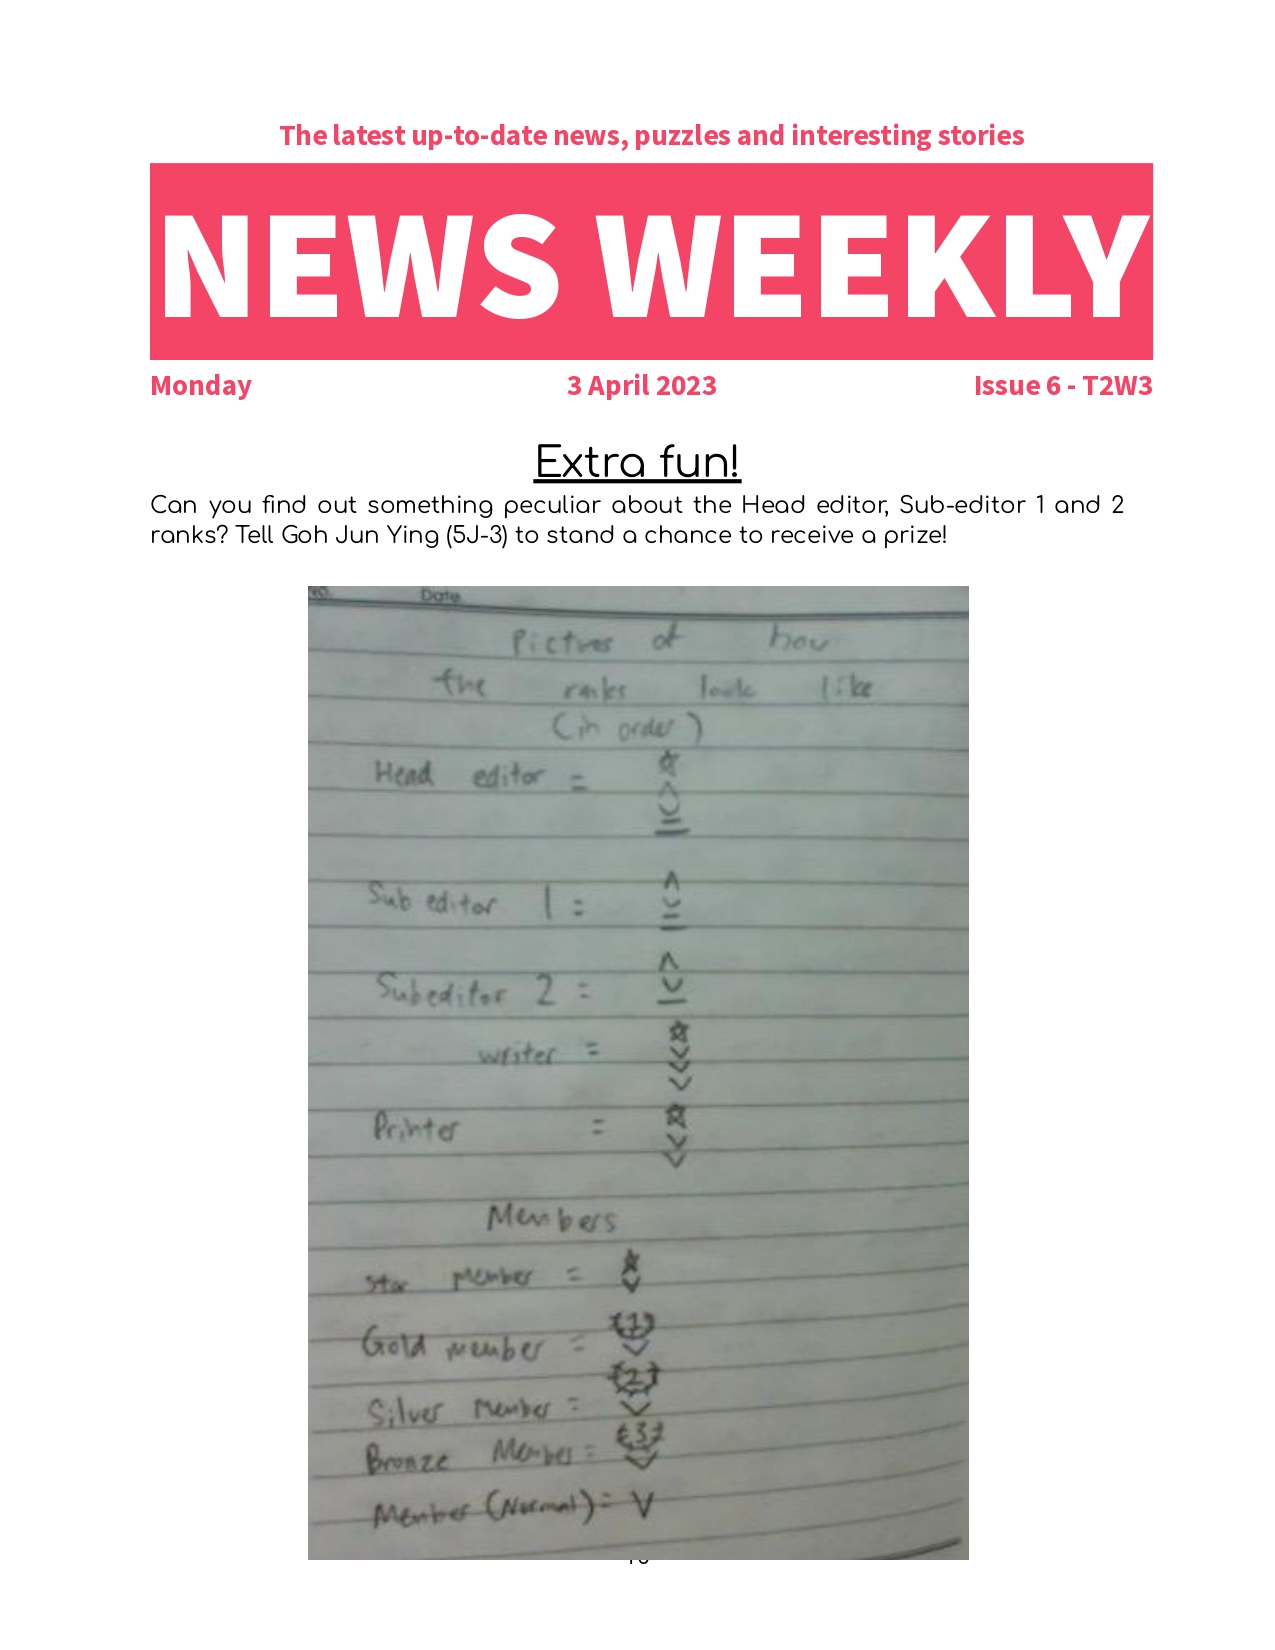 The latest up-to-date news, puzzles and interesting stories
NEWS WEEKLY
Monday 3 April 2023 Issue 6 - T2W3
Extra fun!
Can you find out something peculiar about the Head editor, Sub-editor 1 and 2
ranks? Tell Goh Jun Ying (5J-3) to stand a chance to receive a prize!
No. Date
Pictures of how
the ranks look like
(in order)
Head editor =
Sub editor 1 =
Subeditor 2 =
writer =
Printer =
Members
Star member =
Gold member = 1
Silver member = 2
Bronze Member = 3
Member (Normal) = V